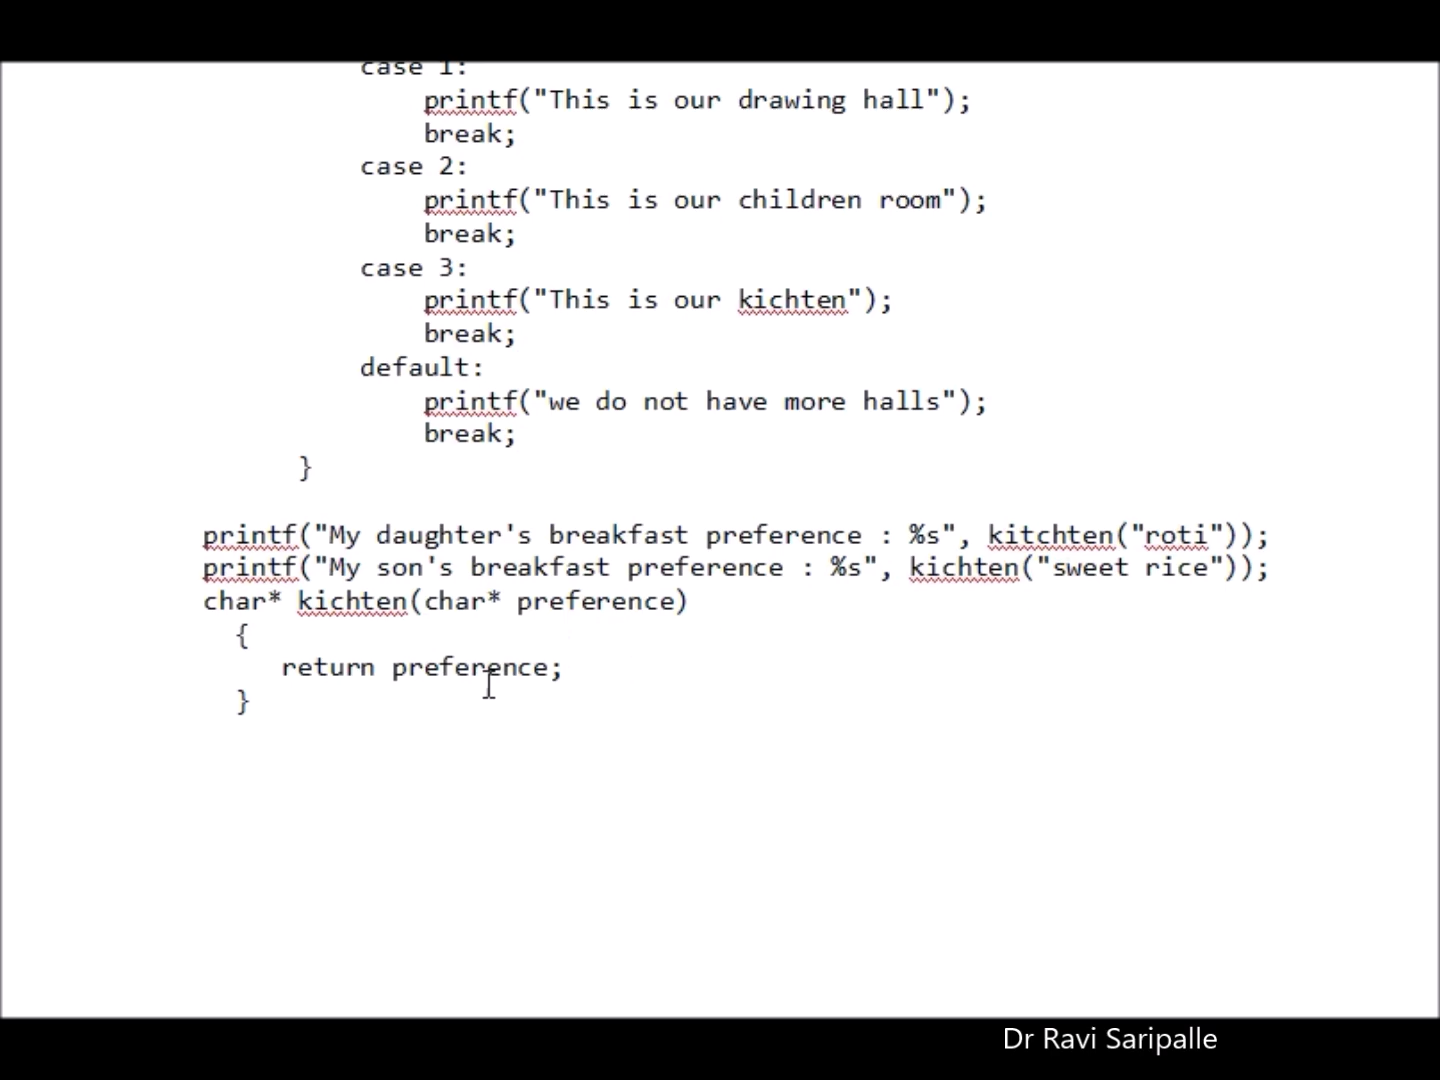 case 1:
printf("This is our drawing hall");
break;
case 2:
printf("This is our children room");
break;
case 3:
printf("This is our kichten");
break;
default:
printf("we do not have more halls");
break;
}
printf("My daughter's breakfast preference : %s", kitchten("roti"));
printf("My son's breakfast preference : %s", kichten("sweet rice"));
char* kichten(char* preference)
{
return preference;
}
Dr Ravi Saripalle